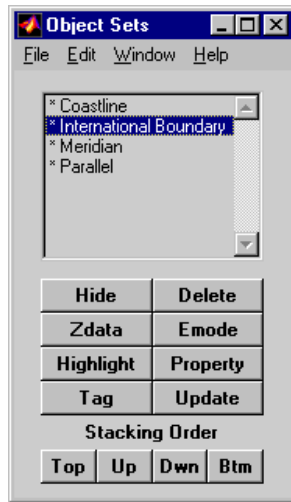 Object Sets
File Edit Window Help
* Coastline
* International Boundary
* Meridian
* Parallel
Hide Delete
Zdata Emode
Highlight Property
Tag Update
Stacking Order
Top Up Dwn Btm